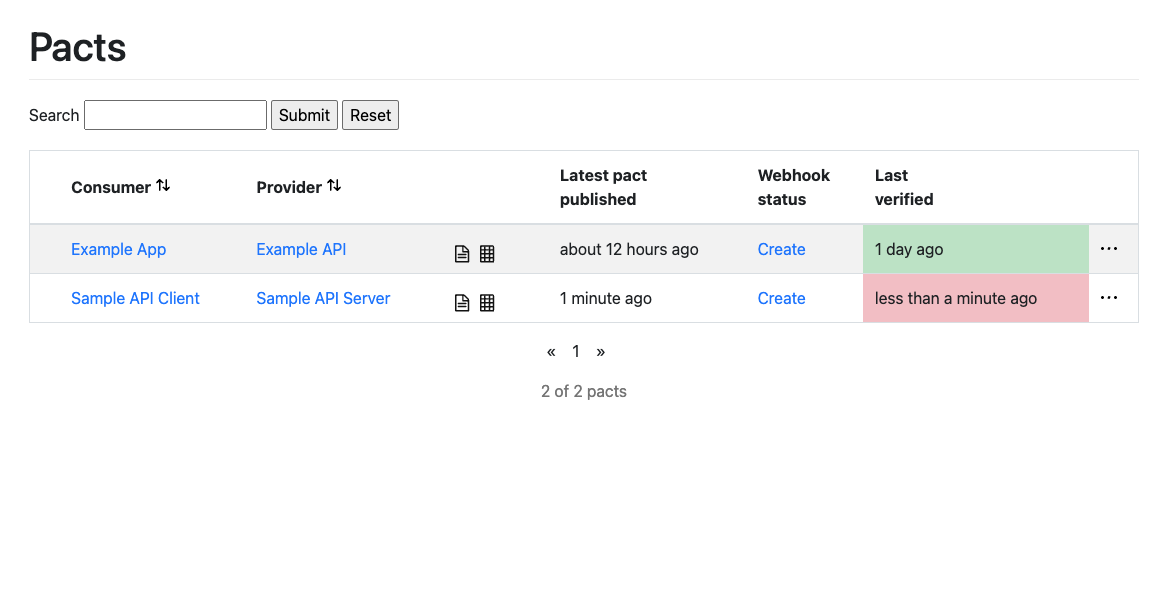 Pacts
Search Submit Reset
Consumer Provider Latest pact published Webhook status Last verified
Example App Example API about 12 hours ago Create 1 day ago ...
Sample API Client Sample API Server 1 minute ago Create less than a minute ago ...
« 1 »
2 of 2 pacts